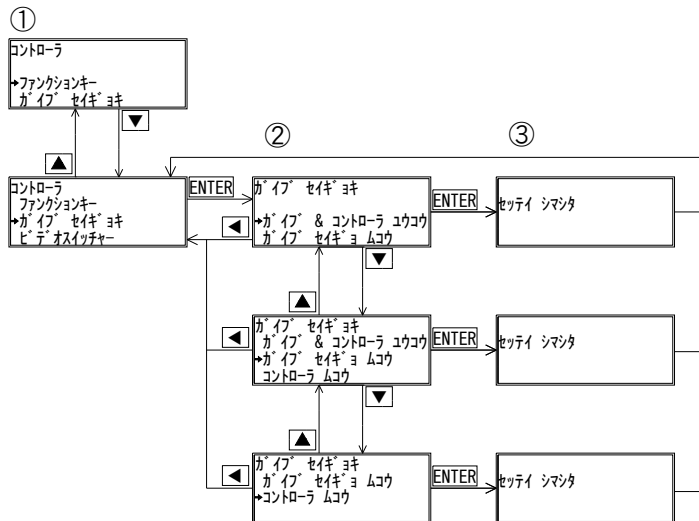 ①
コントローラ
→ファンクションキー
ガイブ セイギョキ
▼
②
③
▲
コントローラ
ファンクションキー
→ガイブ セイギョキ
ビデオスイッチャー
ENTER
ガイブ セイギョキ
→ガイブ & コントローラ ユウコウ
ガイブ セイギョ ムコウ
ENTER
セッテイ シマシタ
◀
▼
▲
ガイブ セイギョキ
ガイブ & コントローラ ユウコウ
→ガイブ セイギョ ムコウ
コントローラ ムコウ
◀
ENTER
セッテイ シマシタ
▼
▲
ガイブ セイギョキ
ガイブ セイギョ ムコウ
→コントローラ ムコウ
◀
ENTER
セッテイ シマシタ